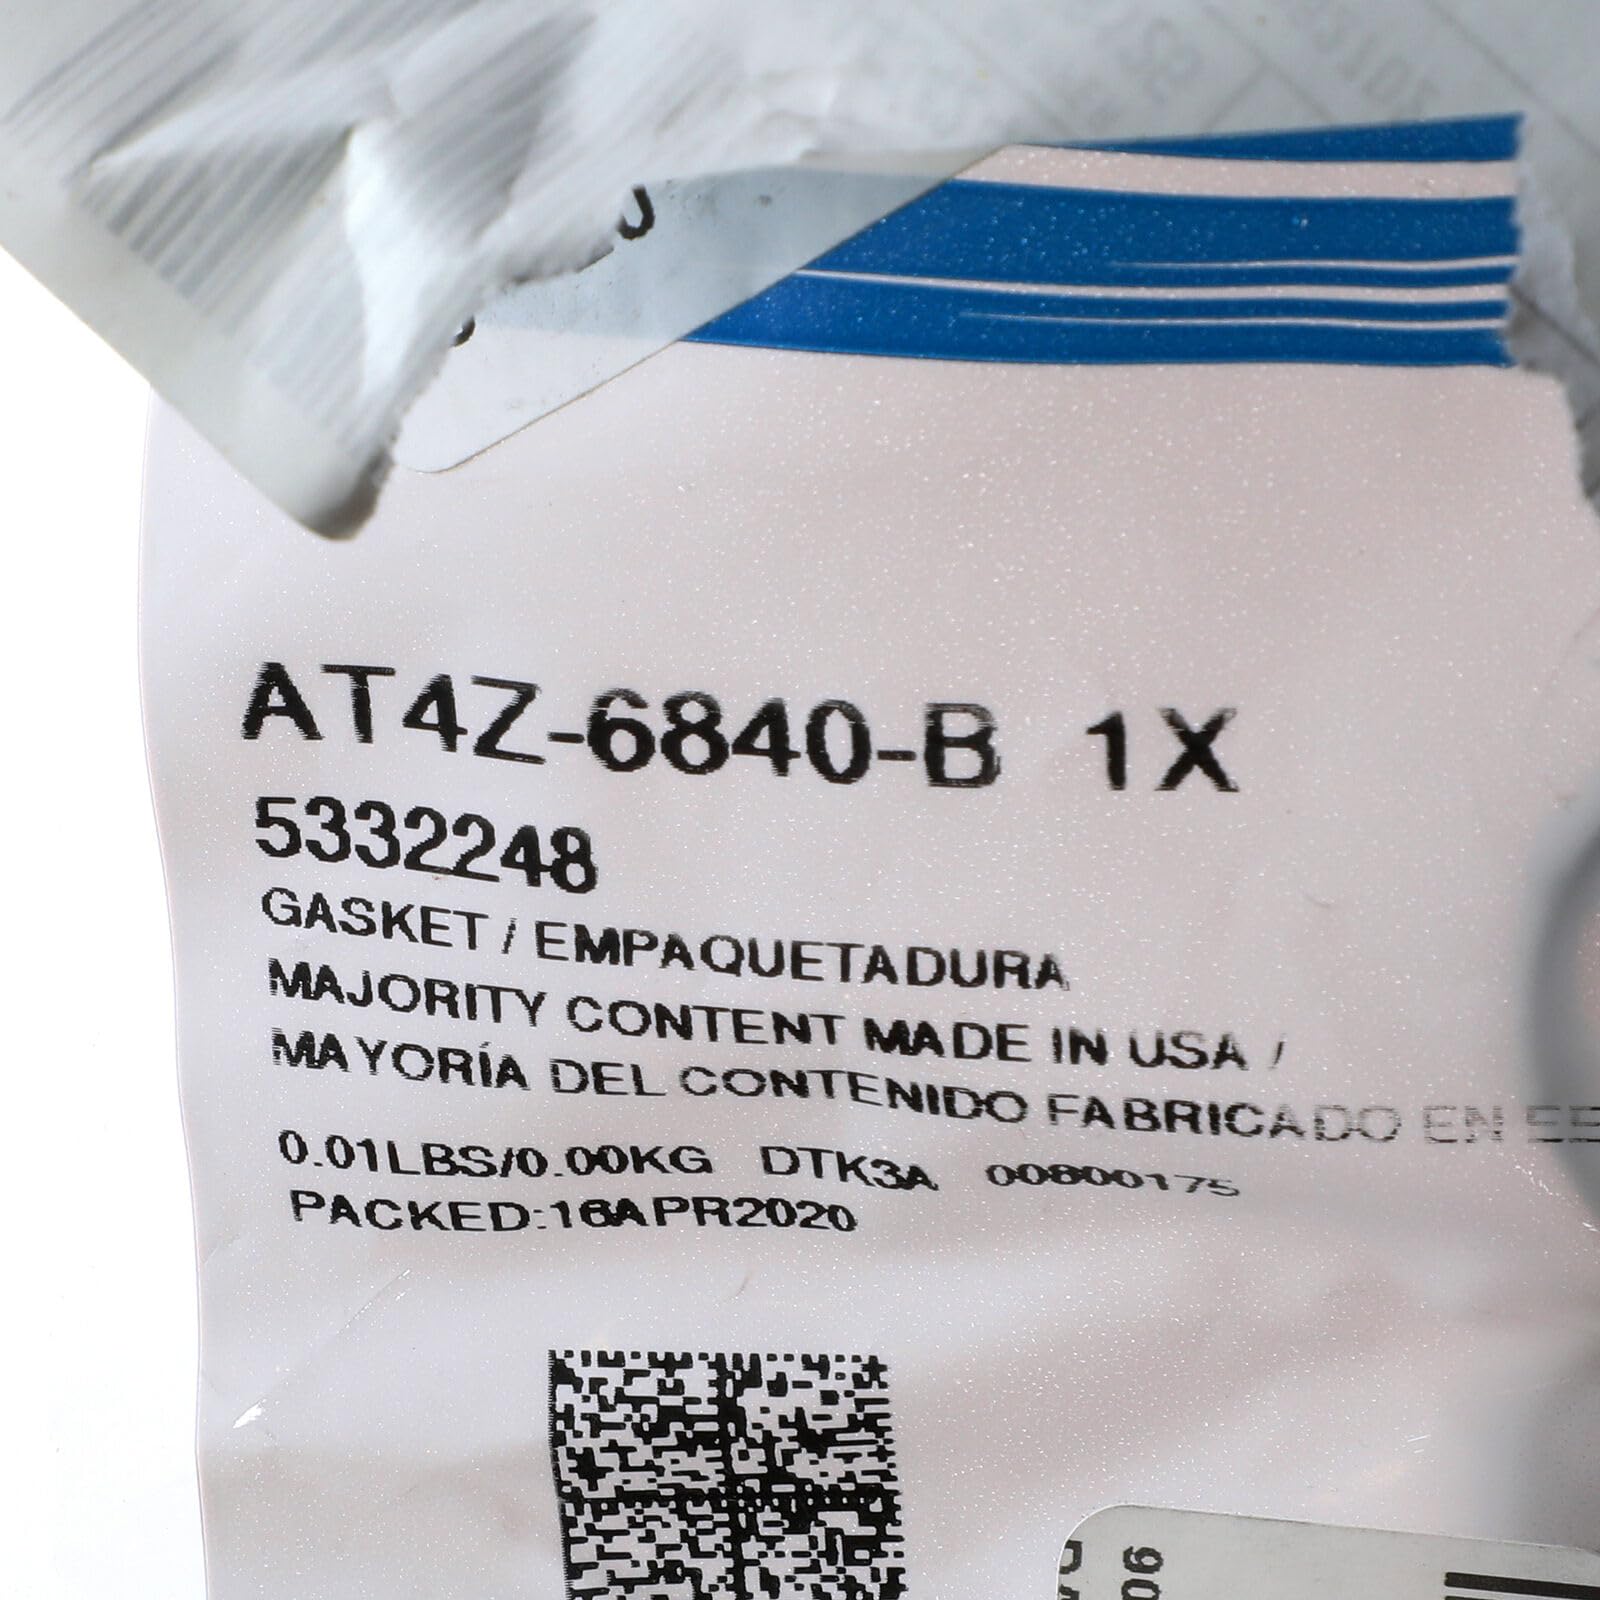 AT4Z-6840-B 1X
5332248
GASKET / EMPAQUETADURA
MAJORITY CONTENT MADE IN USA /
MAYORÍA DEL CONTENIDO FABRICADO EN
0.01LBS/0.00KG DTK3A 00800175
PACKED:16APR2020